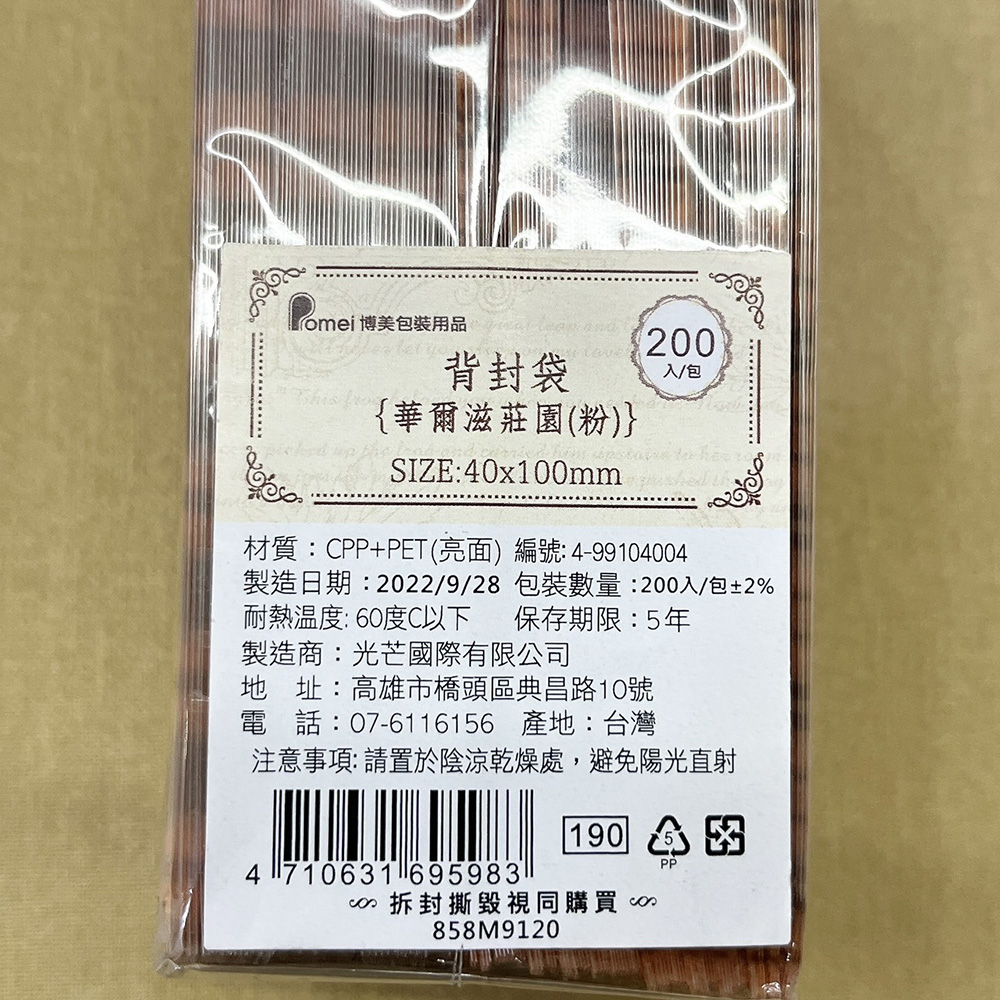 Pomei 博美包裝用品
200
入/包
背封袋
{華爾滋莊園(粉)}
SIZE:40x100mm
材質：CPP+PET(亮面) 編號: 4-99104004
製造日期：2022/9/28 包裝數量：200入/包±2%
耐熱溫度: 60度C以下 保存期限：5年
製造商：光芒國際有限公司
地 址：高雄市橋頭區典昌路10號
電 話：07-6116156 產地：台灣
注意事項: 請置於陰涼乾燥處，避免陽光直射
190
5
PP
4 710631 695983
拆封撕毀視同購買
858M9120